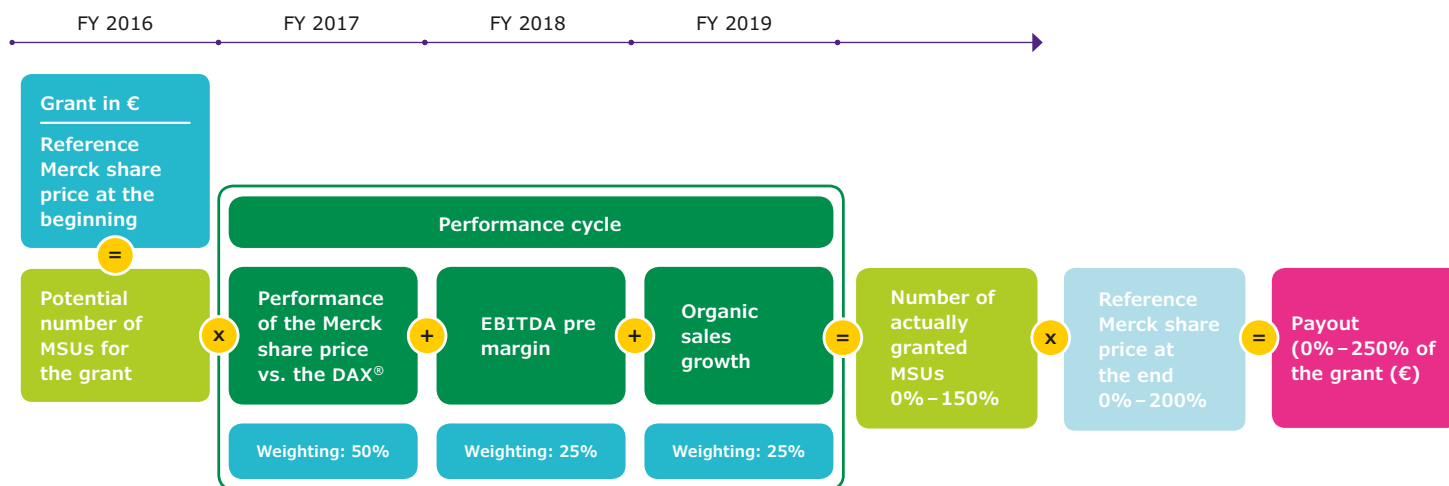 FY 2016
FY 2017
FY 2018
FY 2019
Grant in €
Reference
Merck share
price at the
beginning
=
Potential
number of
MSUs for
the grant
x
Performance cycle
Performance
of the Merck
share price
vs. the DAX®
+
EBITDA pre
margin
+
Organic
sales
growth
Weighting: 50%
Weighting: 25%
Weighting: 25%
=
Number of
actually
granted
MSUs
0%–150%
x
Reference
Merck share
price at
the end
0%–200%
=
Payout
(0%–250% of
the grant (€)